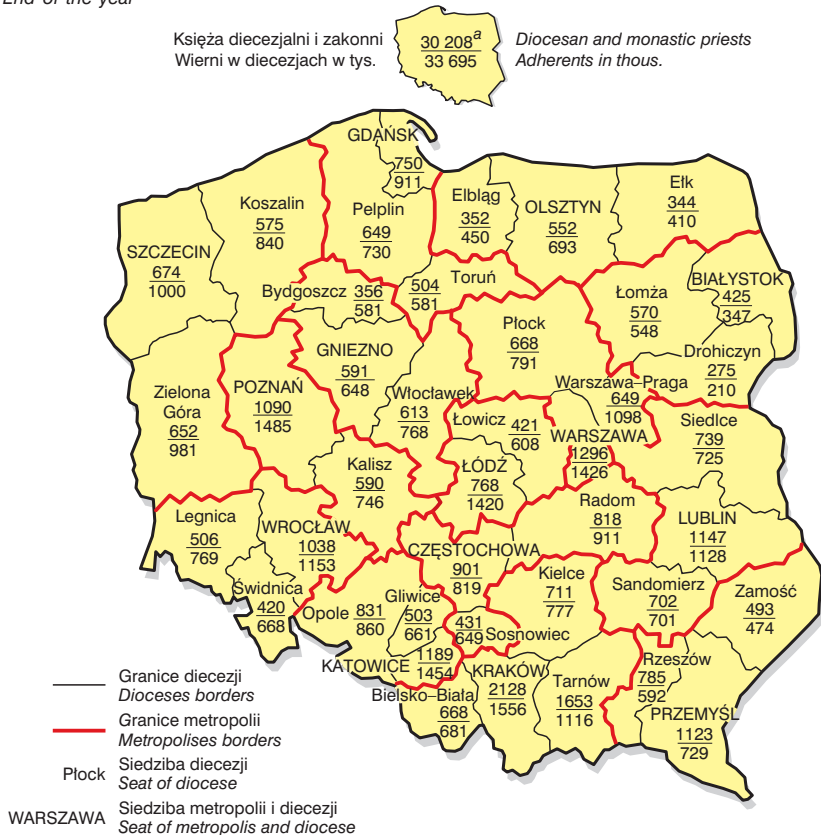 End of the year
Księża diecezjalni i zakonni
Wierni w diecezjach w tys.
30 208a
33 695
Diocesan and monastic priests
Adherents in thous.
GDAŃSK
750
911
Koszalin
575
840
Pelplin
649
730
Elbląg
352
450
OLSZTYN
552
693
Ełk
344
410
SZCZECIN
674
1000
Bydgoszcz 356
581
504
581
Toruń
Płock
668
791
Łomża
570
548
BIAŁYSTOK
425
347
Drohiczyn
275
210
GNIEZNO
591
648
Zielona
Góra
652
981
POZNAŃ
1090
1485
Włocławek
613
768
Warszawa–Praga
649
1098
Łowicz 421
608
WARSZAWA
1296
1426
Siedlce
739
725
Kalisz
590
746
ŁÓDŹ
768
1420
Radom
818
911
LUBLIN
1147
1128
Legnica
506
769
WROCŁAW
1038
1153
CZĘSTOCHOWA
901
819
Kielce
711
777
Sandomierz
702
701
Zamość
493
474
Świdnica
420
668
Opole 831
860
Gliwice
503
661
431
649
Sosnowiec
KATOWICE 1189
1454
KRAKÓW
2128
1556
Tarnów
1653
1116
Rzeszów
785
592
Bielsko–Biała
668
681
PRZEMYŚL
1123
729
Granice diecezji
Dioceses borders
Granice metropolii
Metropolises borders
Płock Siedziba diecezji
Seat of diocese
WARSZAWA Siedziba metropolii i diecezji
Seat of metropolis and diocese